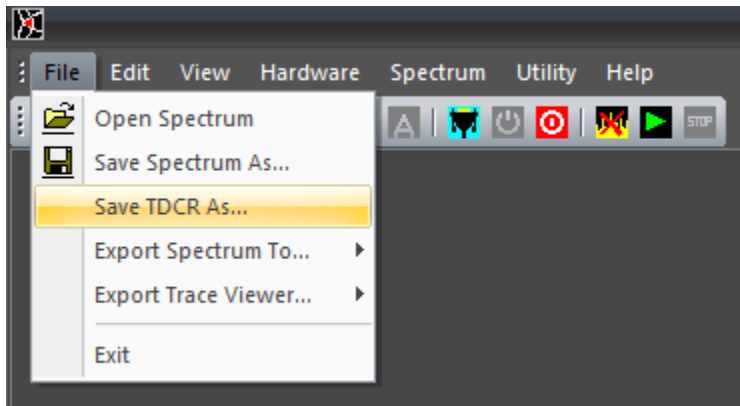 File Edit View Hardware Spectrum Utility Help
A STOP
Open Spectrum
Save Spectrum As...
Save TDCR As...
Export Spectrum To...
Export Trace Viewer...
Exit